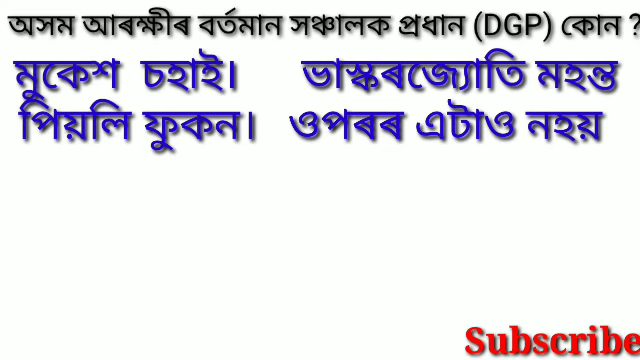 অসম আৰক্ষীৰ বৰ্তমান সঞ্চালক প্ৰধান (DGP) কোন ?
মুকেশ চহাই। ভাস্কৰজ্যোতি মহন্ত
পিয়লি ফুকন। ওপৰৰ এটাও নহয়
Subscribe